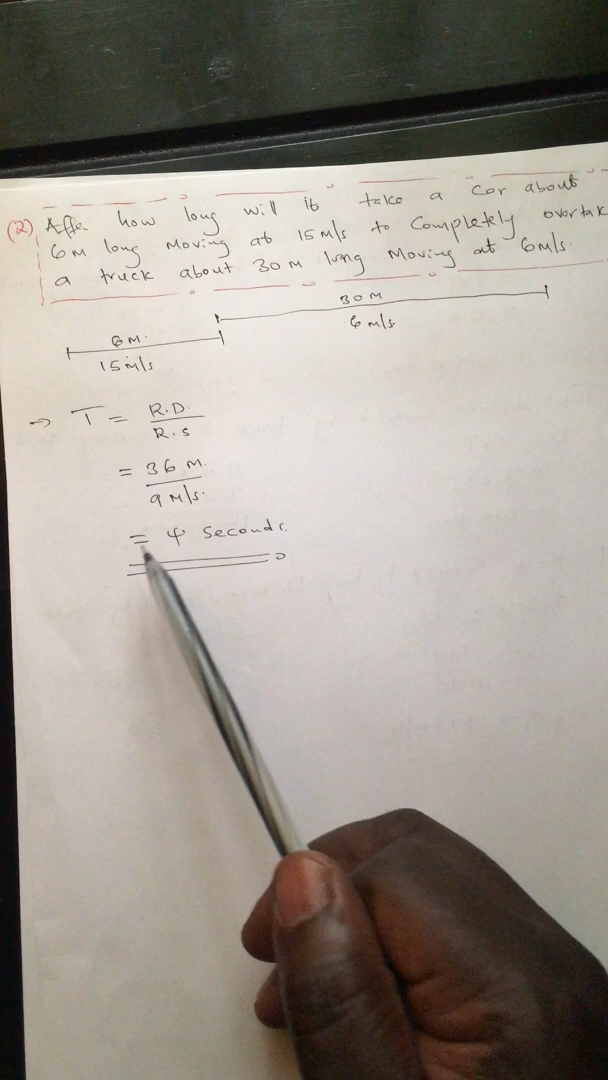 (2) After how long will it take a car about
6M long moving at 15M/s to completely overtak
a truck about 30M long moving at 6M/s.
30M
6M.
6M/s.
15M/s
→ T = R.D.
R.S
= 36 M.
9M/s.
= 4 seconds.